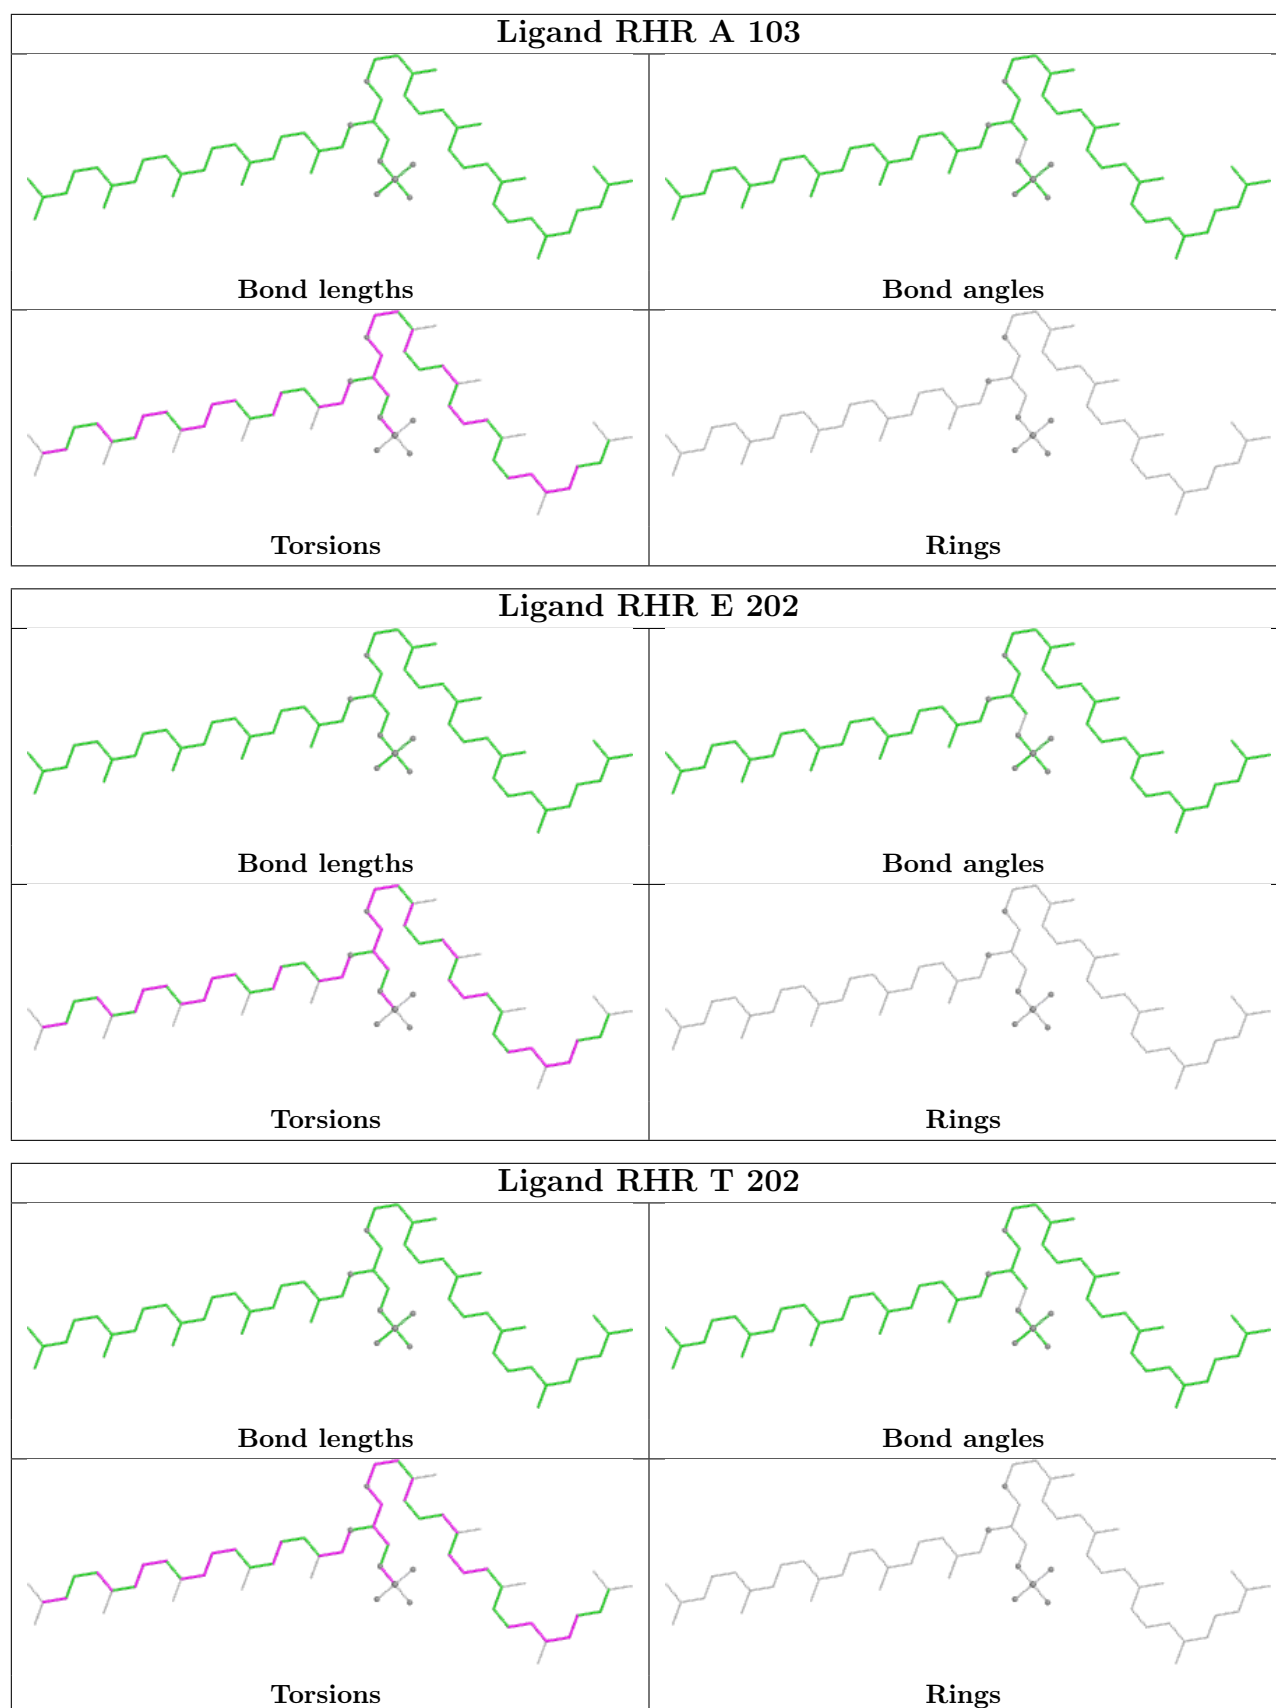 Ligand RHR A 103
Bond lengths
Bond angles
Torsions
Rings
Ligand RHR E 202
Bond lengths
Bond angles
Torsions
Rings
Ligand RHR T 202
Bond lengths
Bond angles
Torsions
Rings